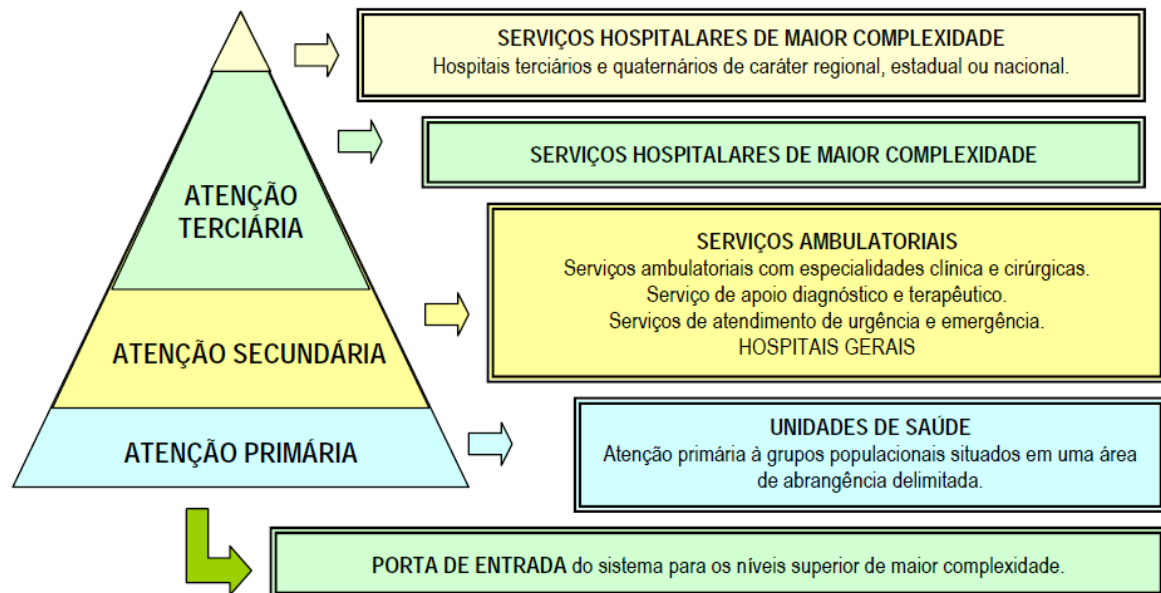 SERVIÇOS HOSPITALARES DE MAIOR COMPLEXIDADE
Hospitais terciários e quaternários de caráter regional, estadual ou nacional.
SERVIÇOS HOSPITALARES DE MAIOR COMPLEXIDADE
ATENÇÃO
TERCIÁRIA
SERVIÇOS AMBULATORIAIS
Serviços ambulatoriais com especialidades clínica e cirúrgicas.
Serviço de apoio diagnóstico e terapêutico.
Serviços de atendimento de urgência e emergência.
HOSPITAIS GERAIS
ATENÇÃO SECUNDÁRIA
UNIDADES DE SAÚDE
Atenção primária à grupos populacionais situados em uma área
de abrangência delimitada.
ATENÇÃO PRIMÁRIA
PORTA DE ENTRADA do sistema para os níveis superior de maior complexidade.